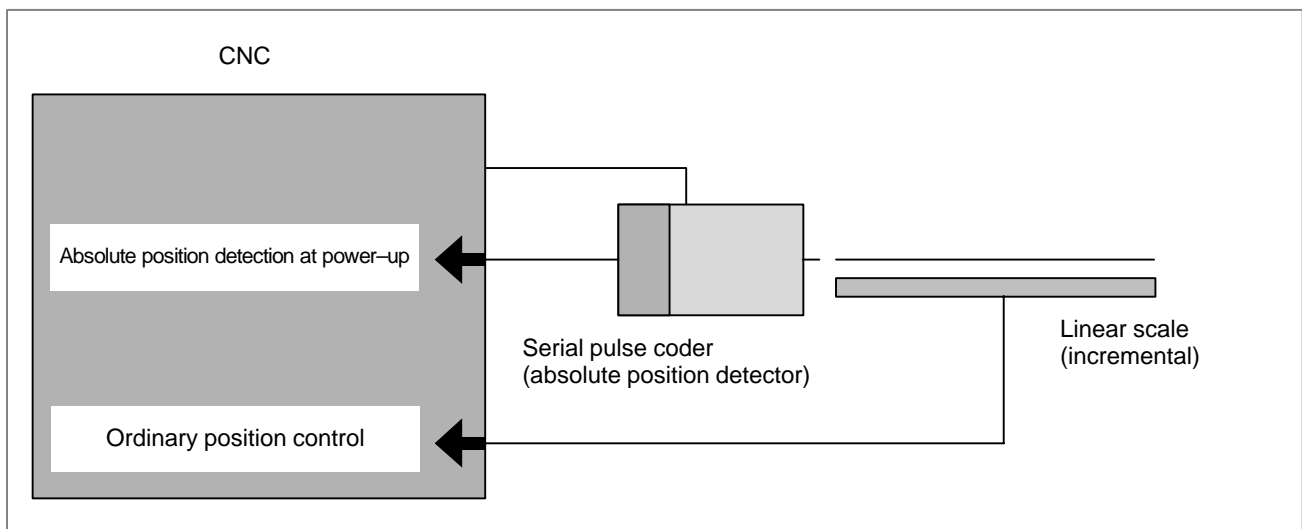 CNC
Absolute position detection at power–up
Serial pulse coder
(absolute position detector)
Linear scale
(incremental)
Ordinary position control